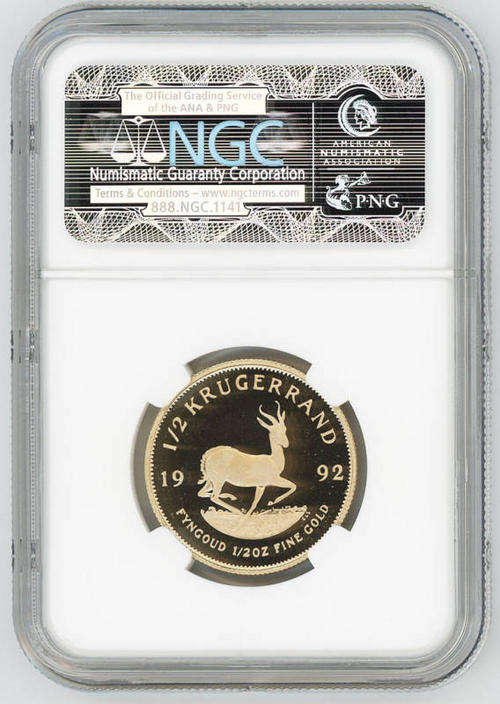 The Official Grading Service
of the ANA & PNG
NGC
Numismatic Guaranty Corporation
Terms & Conditions – www.ngcterms.com
888.NGC.1141
AMERICAN
NUMISMATIC
ASSOCIATION
P·N·G
1/2 KRUGERRAND
19 92
FYNGOUD 1/2OZ FINE GOLD